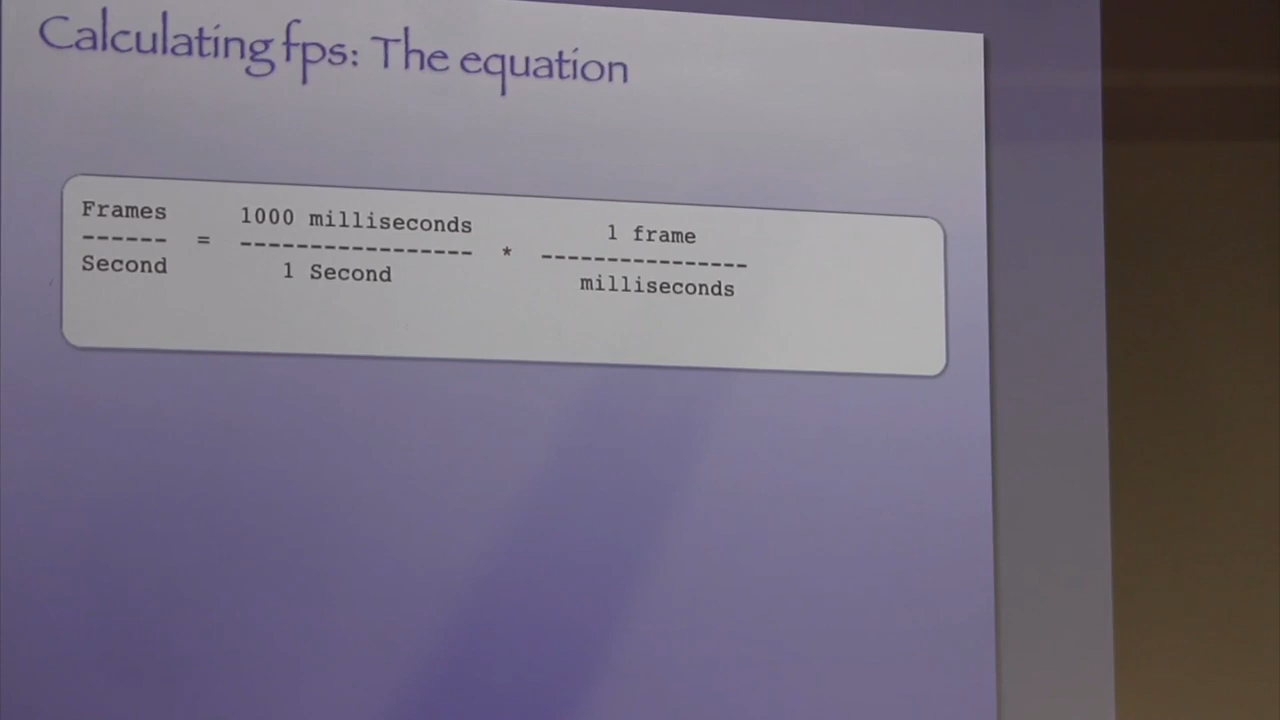 Calculating fps: The equation
Frames 1000 milliseconds 1 frame
------ = ----------------- * ----------------
Second 1 Second milliseconds